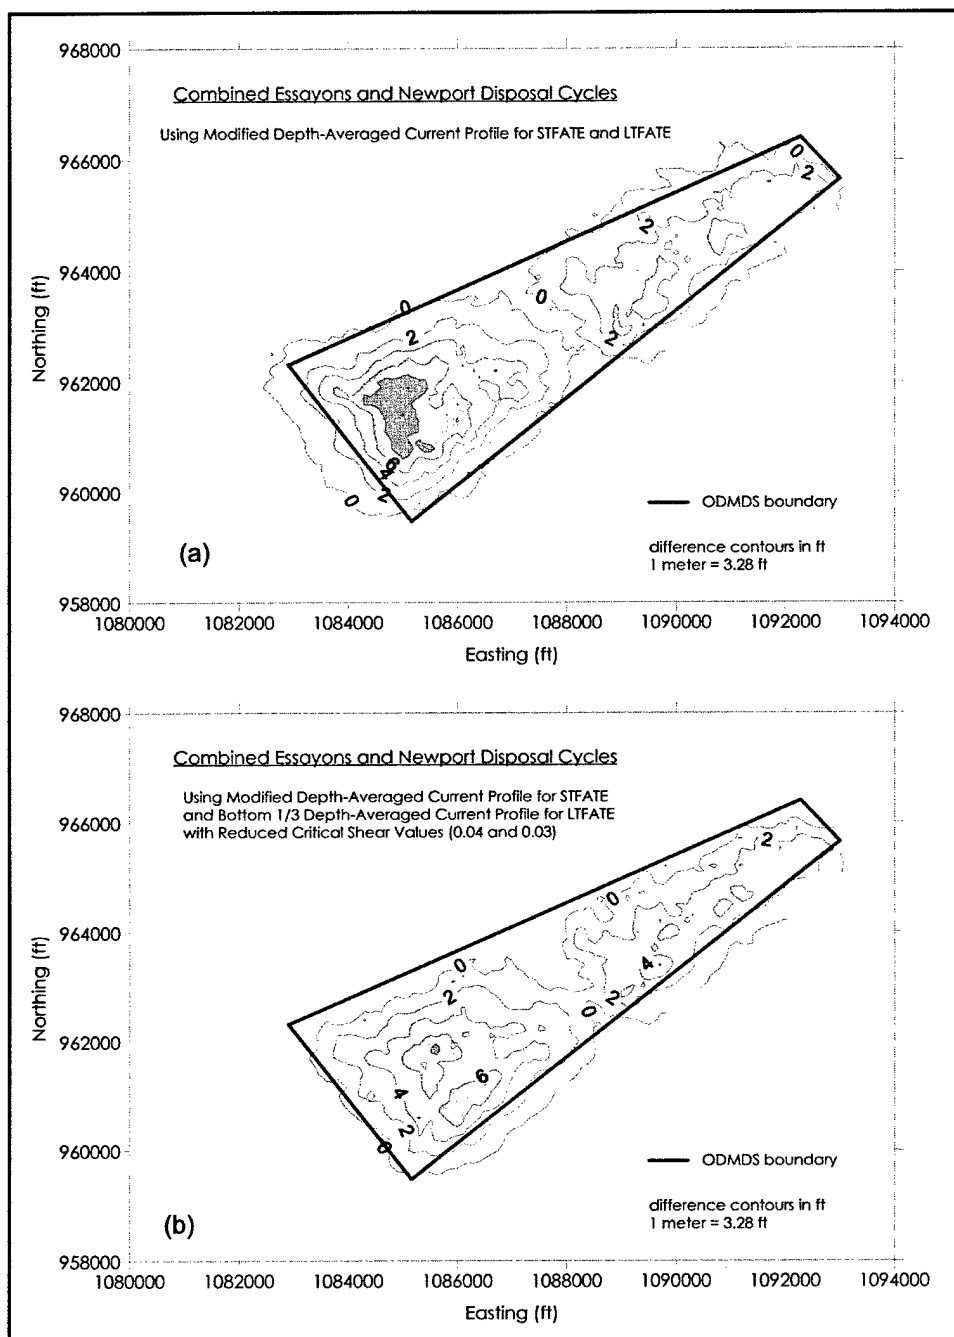 968000
Combined Essayons and Newport Disposal Cycles
Using Modified Depth-Averaged Current Profile for STFATE and LTFATE
966000
0
2
2
964000
Northing (ft)
0
0
2
2
962000
6
4
2
0
960000
ODMDS boundary
(a)
difference contours in ft
1 meter = 3.28 ft
958000
1080000 1082000 1084000 1086000 1088000 1090000 1092000 1094000
Easting (ft)
968000
Combined Essayons and Newport Disposal Cycles
Using Modified Depth-Averaged Current Profile for STFATE
and Bottom 1/3 Depth-Averaged Current Profile for LTFATE
with Reduced Critical Shear Values (0.04 and 0.03)
966000
2
0
964000
Northing (ft)
0
4
2
2
0
962000
6
4
2
0
960000
ODMDS boundary
(b)
difference contours in ft
1 meter = 3.28 ft
958000
1080000 1082000 1084000 1086000 1088000 1090000 1092000 1094000
Easting (ft)